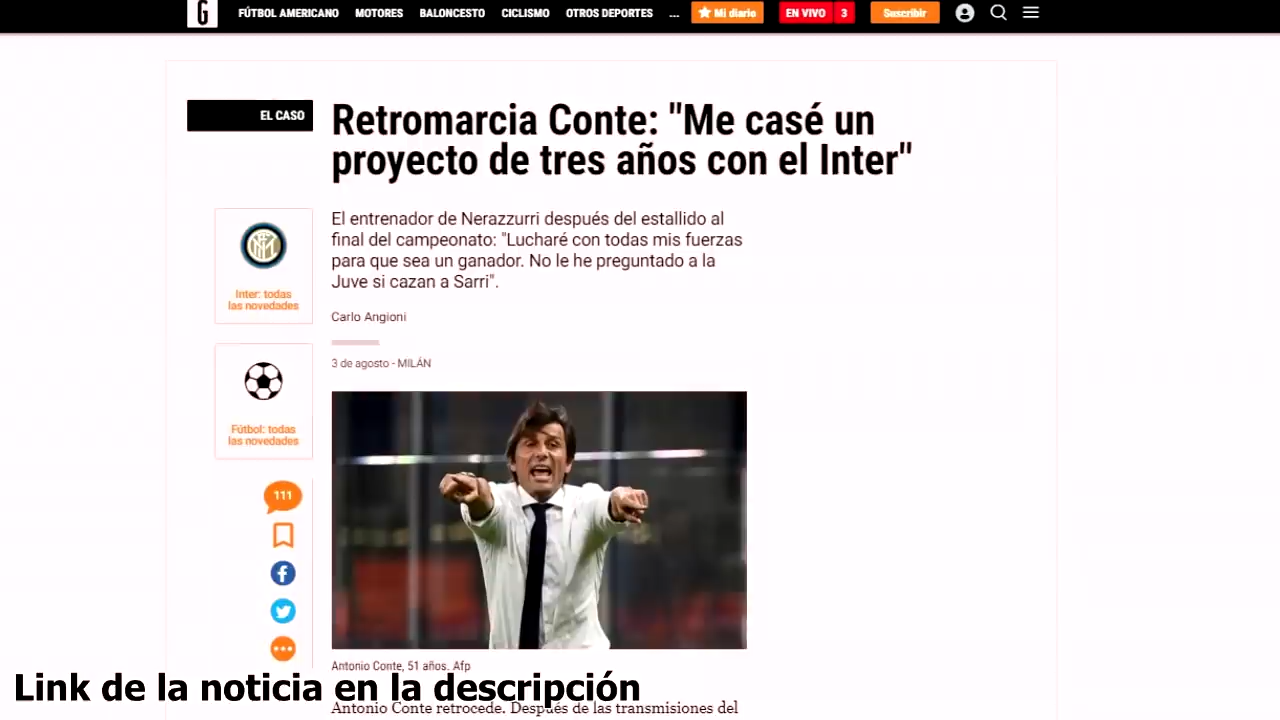 G FÚTBOL AMERICANO MOTORES BALONCESTO CICLISMO OTROS DEPORTES ... Mi diario EN VIVO 3 Suscribir
EL CASO
Retromarcia Conte: "Me casé un
proyecto de tres años con el Inter"
El entrenador de Nerazzurri después del estallido al
final del campeonato: "Lucharé con todas mis fuerzas
para que sea un ganador. No le he preguntado a la
Juve si cazan a Sarri".
Inter: todas
las novedades
Carlo Angioni
3 de agosto - MILÁN
Fútbol: todas
las novedades
111
Antonio Conte, 51 años. Afp
Link de la noticia en la descripción
Antonio Conte retrocede. Después de las transmisiones del